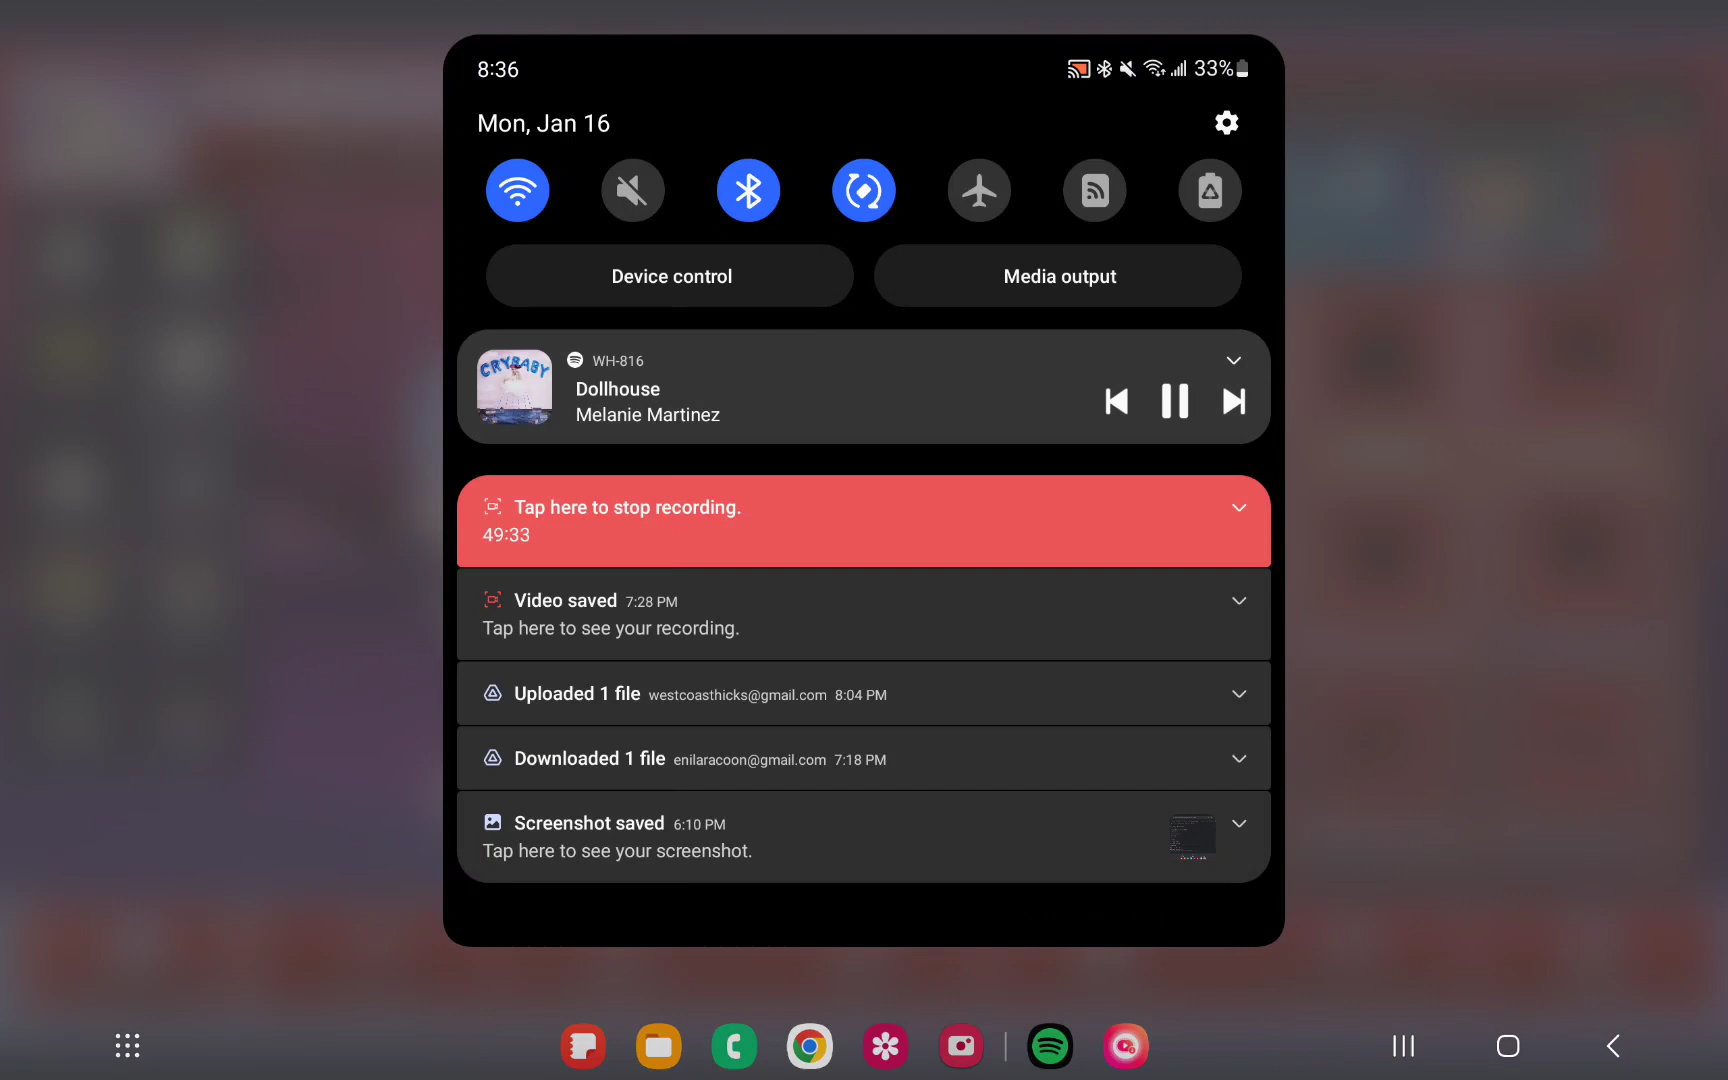 8:36
33%
Mon, Jan 16
Device control
Media output
CRYBABY
WH-816
Dollhouse
Melanie Martinez
Tap here to stop recording.
49:33
Video saved 7:28 PM
Tap here to see your recording.
Uploaded 1 file westcoasthicks@gmail.com 8:04 PM
Downloaded 1 file enilaracoon@gmail.com 7:18 PM
Screenshot saved 6:10 PM
Tap here to see your screenshot.